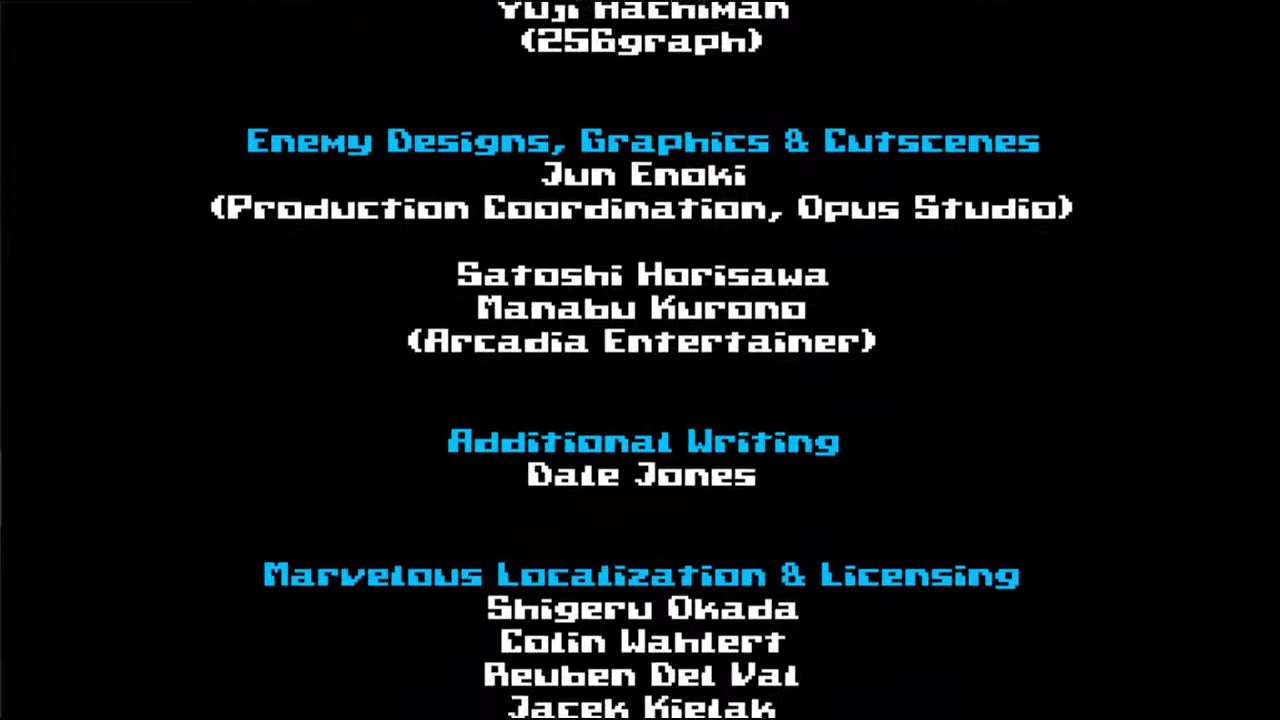 Yuji Hachiman
(256graph)
Enemy Designs, Graphics & Cutscenes
Jun Enoki
(Production Coordination, Opus Studio)
Satoshi Horisawa
Manabu Kurono
(Arcadia Entertainer)
Additional Writing
Dale Jones
Marvelous Localization & Licensing
Shigeru Okada
Colin Wahlert
Reuben Del Val
Jacek Kielak